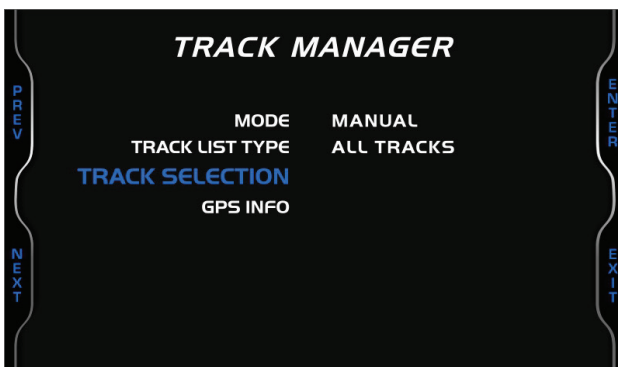 TRACK MANAGER
PREV
ENTER
MODE MANUAL
TRACK LIST TYPE ALL TRACKS
TRACK SELECTION
GPS INFO
NEXT
EXIT